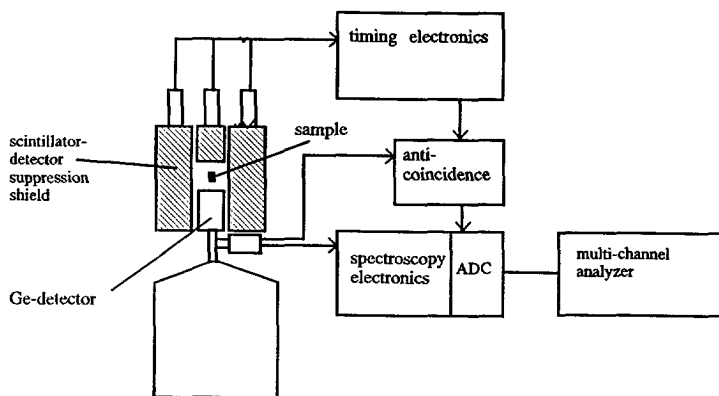 timing electronics
scintillator-
detector
suppression
shield
sample
anti-
coincidence
Ge-detector
spectroscopy
electronics
ADC
multi-channel
analyzer